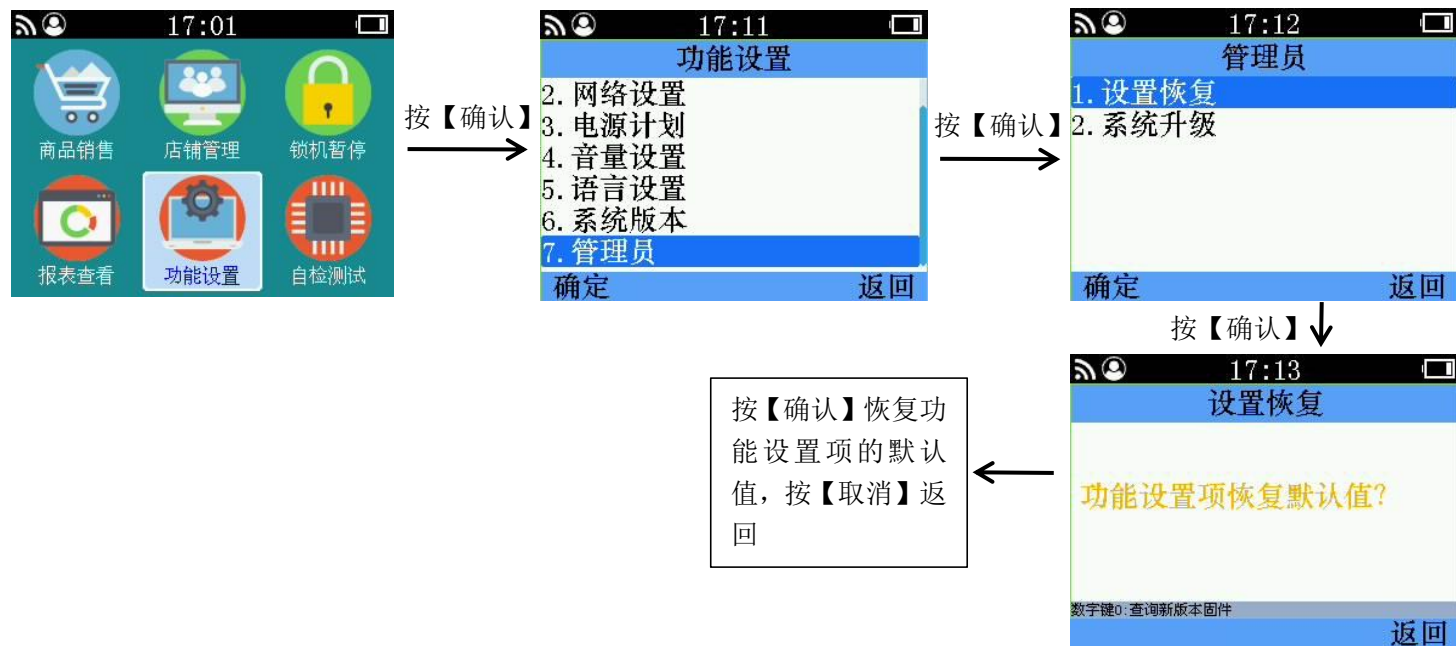 17:01
商品销售
店铺管理
锁机暂停
报表查看
功能设置
自检测试
按【确认】
17:11
功能设置
2.网络设置
3.电源计划
4.音量设置
5.语言设置
6.系统版本
7.管理员
确定 返回
按【确认】
17:12
管理员
1.设置恢复
2.系统升级
确定 返回
按【确认】
17:13
设置恢复
功能设置项恢复默认值?
数字键0:查询新版本固件
返回
按【确认】恢复功
能设置项的默认
值，按【取消】返
回